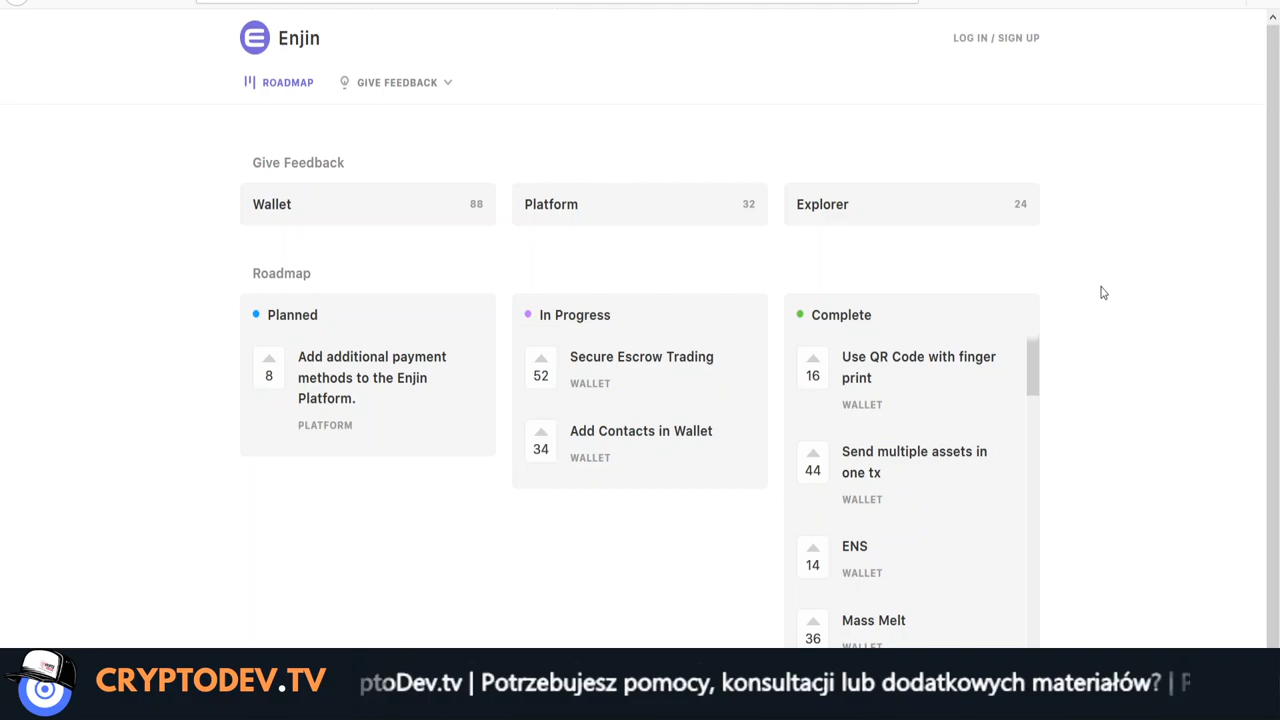 Enjin
LOG IN / SIGN UP
ROADMAP
GIVE FEEDBACK
Give Feedback
Wallet 88
Platform 32
Explorer 24
Roadmap
Planned
8
Add additional payment
methods to the Enjin
Platform.
PLATFORM
In Progress
52
Secure Escrow Trading
WALLET
34
Add Contacts in Wallet
WALLET
Complete
16
Use QR Code with finger
print
WALLET
44
Send multiple assets in
one tx
WALLET
14
ENS
WALLET
36
Mass Melt
WALLET
CRYPTODEV.TV
ptoDev.tv | Potrzebujesz pomocy, konsultacji lub dodatkowych materiałów? |